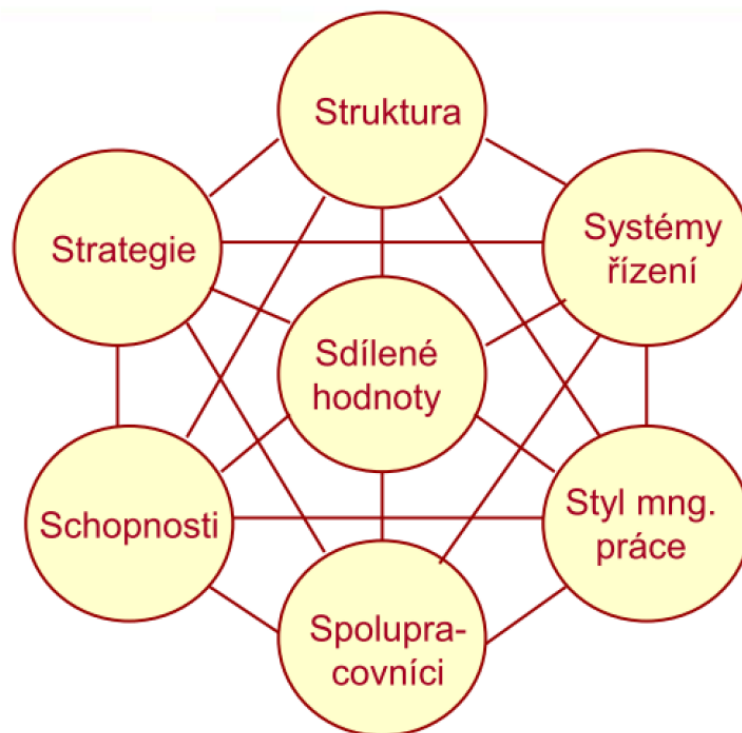 Struktura
Strategie
Systémy
řízení
Sdílené
hodnoty
Schopnosti
Styl mng.
práce
Spolupra-
covníci